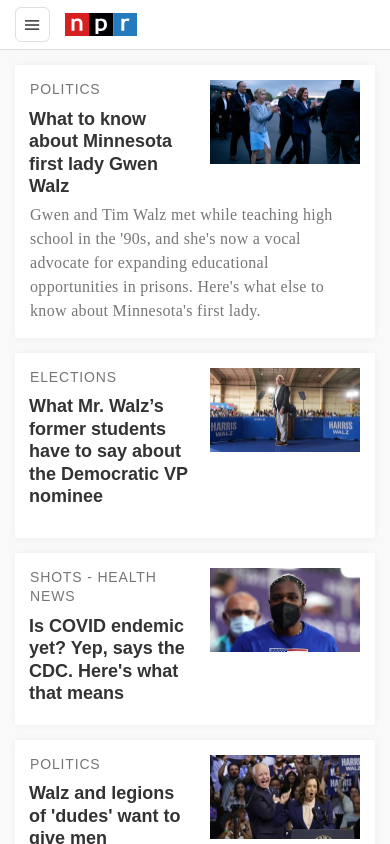 npr
POLITICS
What to know
about Minnesota
first lady Gwen
Walz
Gwen and Tim Walz met while teaching high
school in the '90s, and she's now a vocal
advocate for expanding educational
opportunities in prisons. Here's what else to
know about Minnesota's first lady.
ELECTIONS
What Mr. Walz’s
former students
have to say about
the Democratic VP
nominee
HARRIS
WALZ
HARRIS
WALZ
SHOTS - HEALTH
NEWS
Is COVID endemic
yet? Yep, says the
CDC. Here's what
that means
POLITICS
Walz and legions
of 'dudes' want to
give men
HARRIS
WALZ